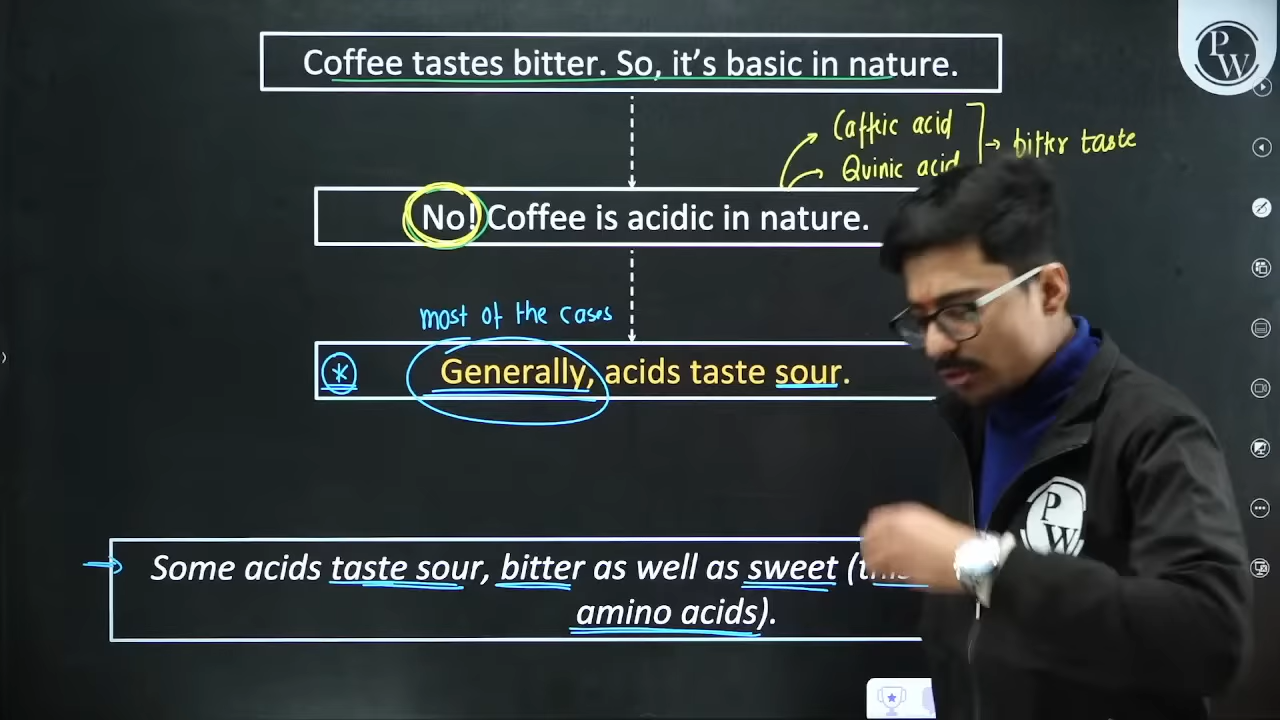 Coffee tastes bitter. So, it's basic in nature.
P
W
Caffeic acid
Quinic acid
→ bitter taste
No! Coffee is acidic in nature.
most of the cases
* Generally, acids taste sour.
P
W
Some acids taste sour, bitter as well as sweet (this
amino acids).